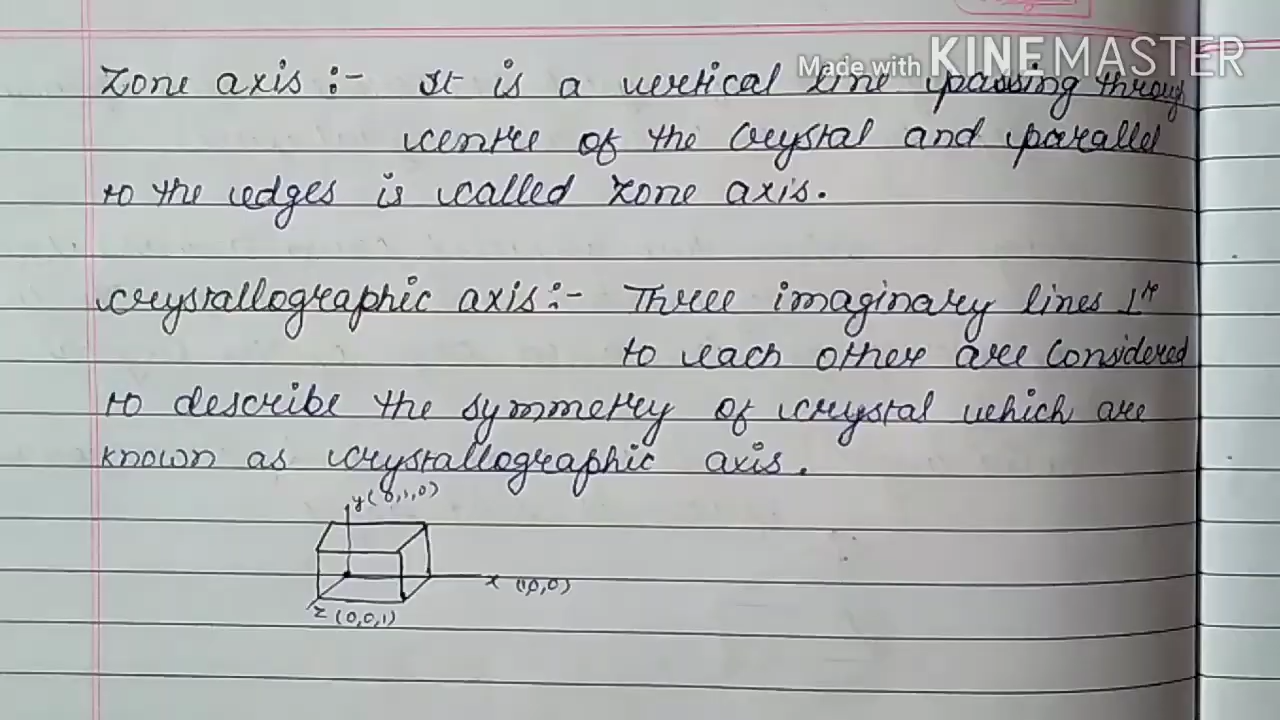 Made with KINEMASTER
Zone axis :- It is a vertical line passing throug
centre of the crystal and parallel
to the edges is called zone axis.
crystallographic axis:- Three imaginary lines ⊥r
to each other are considered
to describe the symmetry of crystal which are
known as crystallographic axis.
y(0,1,0)
x (1,0,0)
z (0,0,1)